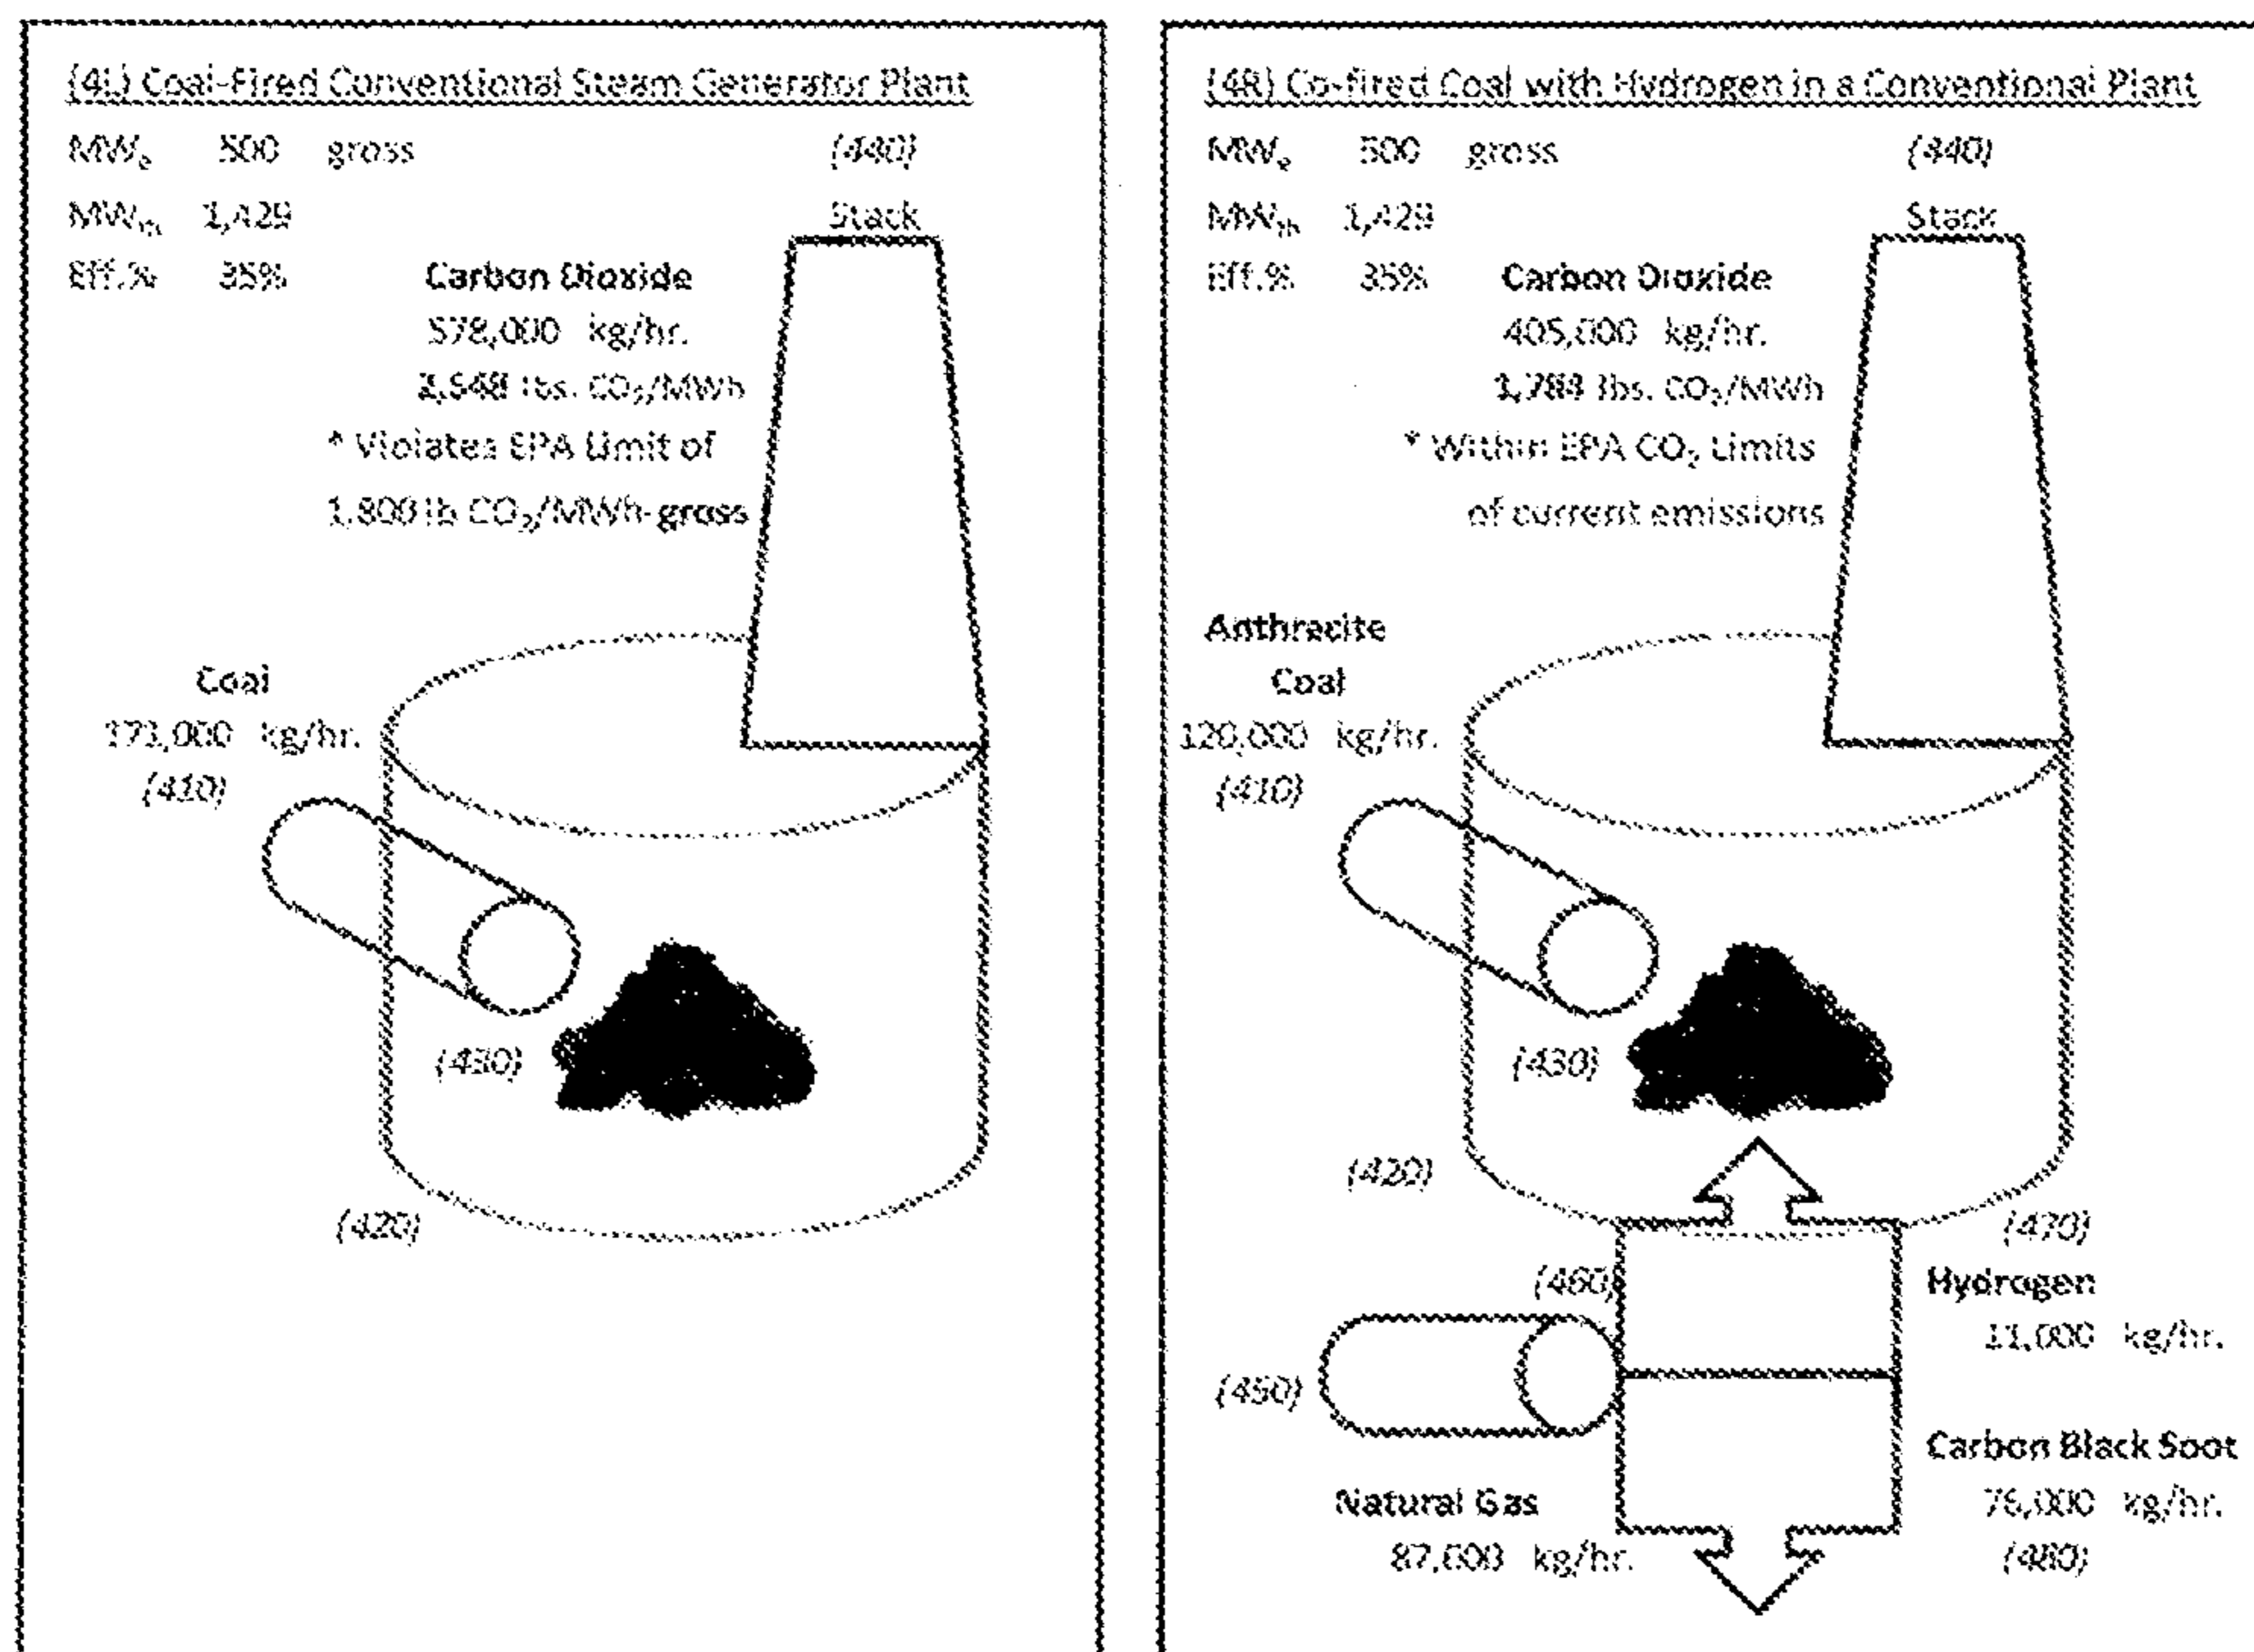 (4L) Coal-Fired Conventional Steam Generator Plant
MWₑ 500 gross (440)
MWₜₕ 1,429 Stack
Eff.% 35% Carbon Dioxide
578,000 kg/hr.
2,548 lbs. CO₂/MWh
* Violates EPA Limit of
1,800 lb CO₂/MWh-gross
Coal
kg/hr.
(410)
(430)
(420)
(4R) Co-fired Coal with Hydrogen in a Conventional Plant
MWₑ 500 gross (440)
MWₜₕ 1,429 Stack
Eff.% 35% Carbon Dioxide
405,000 kg/hr.
lbs. CO₂/MWh
* Within EPA CO₂ Limits
of current emissions
Anthracite
Coal
120,000 kg/hr.
(410)
(430)
(420)
(470)
(460)
Hydrogen
11,000 kg/hr.
(450)
Carbon Black Soot
Natural Gas
76,000 kg/hr.
87,000 kg/hr.
(480)